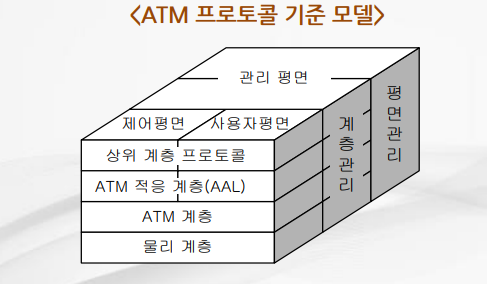 <ATM 프로토콜 기준 모델>
관리 평면
제어평면 사용자평면
상위 계층 프로토콜
ATM 적응 계층(AAL)
ATM 계층
물리 계층
계층관리
평면관리